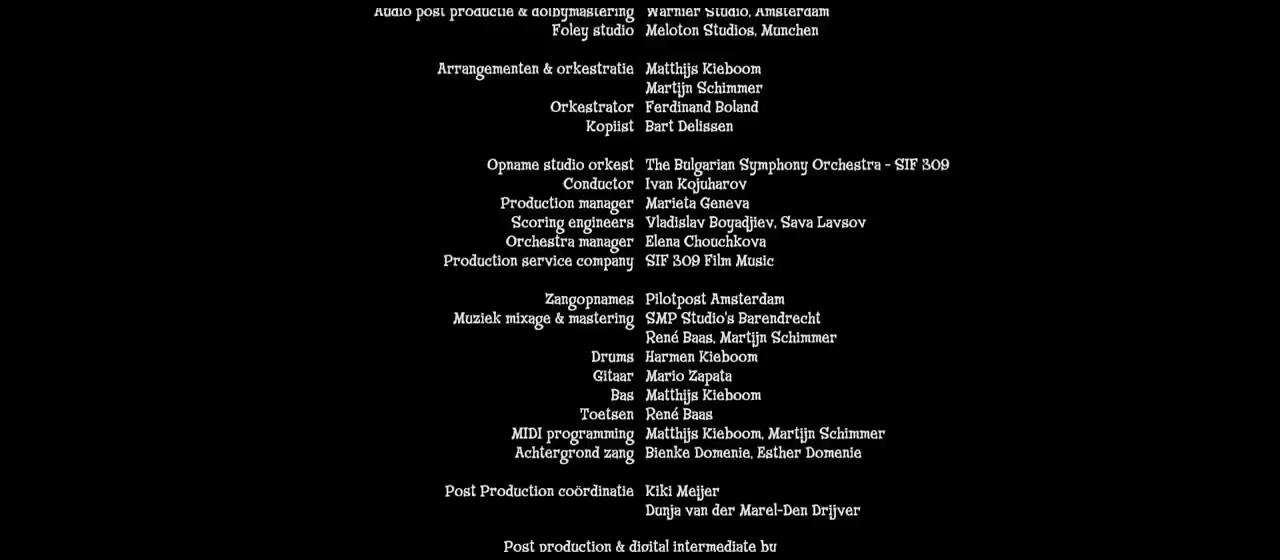 Audio post productie & dolbymastering Warnier Studio, Amsterdam
Foley studio Meloton Studios, Munchen
Arrangementen & orkestratie Matthijs Kieboom
Martijn Schimmer
Orkestrator Ferdinand Boland
Kopiist Bart Delissen
Opname studio orkest The Bulgarian Symphony Orchestra - SIF 309
Conductor Ivan Kojuharov
Production manager Marieta Geneva
Scoring engineers Vladislav Boyadjiev, Sava Lavsov
Orchestra manager Elena Chouchkova
Production service company SIF 309 Film Music
Zangopnames Pilotpost Amsterdam
Muziek mixage & mastering SMP Studio's Barendrecht
René Baas, Martijn Schimmer
Drums Harmen Kieboom
Gitaar Mario Zapata
Bas Matthijs Kieboom
Toetsen René Baas
MIDI programming Matthijs Kieboom, Martijn Schimmer
Achtergrond zang Bienke Domenie, Esther Domenie
Post Production coördinatie Kiki Meijer
Dunja van der Marel-Den Drijver
Post production & digital intermediate by